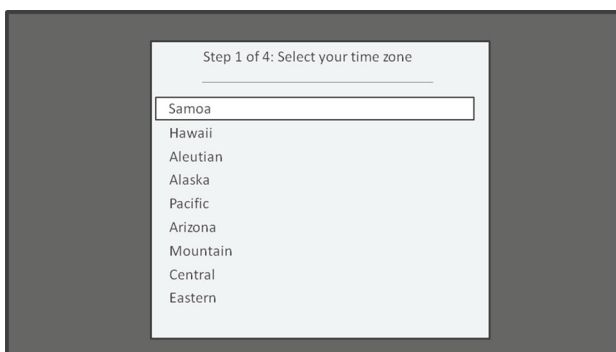 Step 1 of 4: Select your time zone
Samoa
Hawaii
Aleutian
Alaska
Pacific
Arizona
Mountain
Central
Eastern